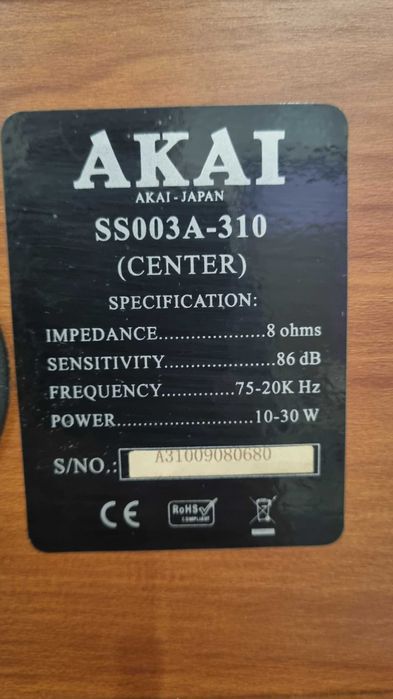 AKAI
AKAI-JAPAN
SS003A-310
(CENTER)
SPECIFICATION:
IMPEDANCE....................8 ohms
SENSITIVITY.....................86 dB
FREQUENCY..............75-20K Hz
POWER..........................10-30 W
S/NO.: A31009080680
CE RoHS COMPLIANT